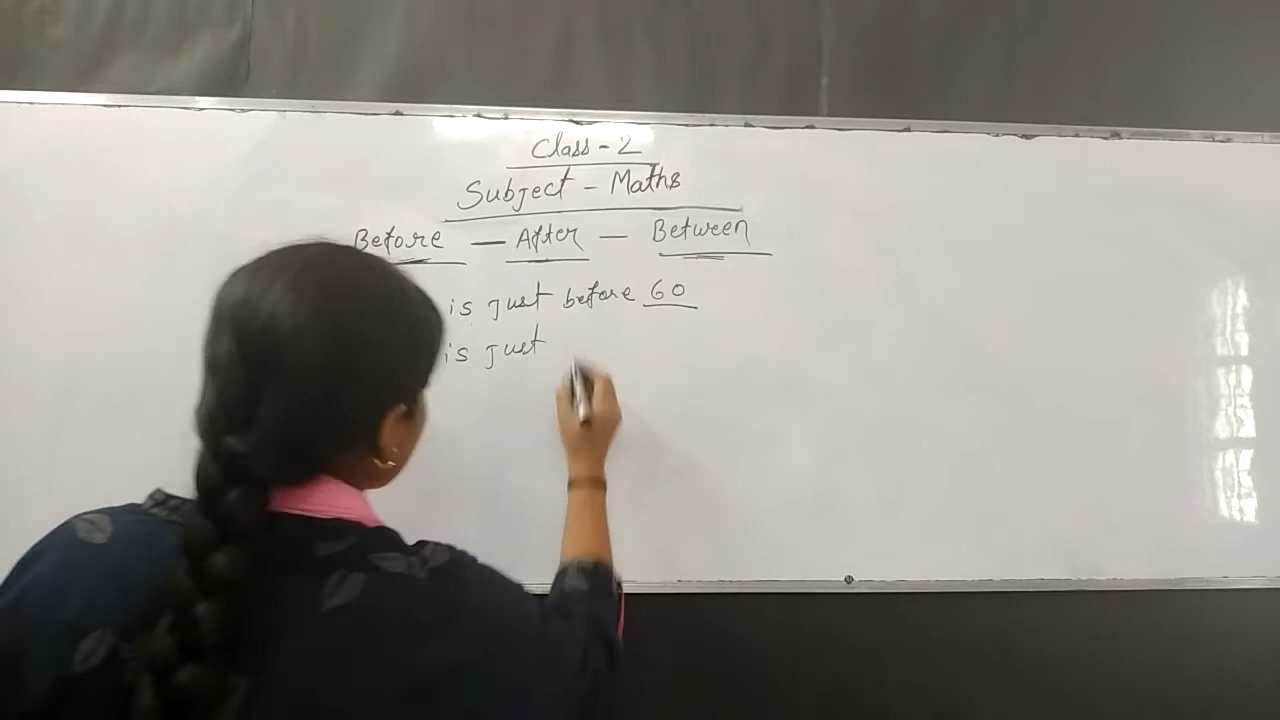 Class - 2
Subject - Maths
Before — After — Between
is just before 60
is just